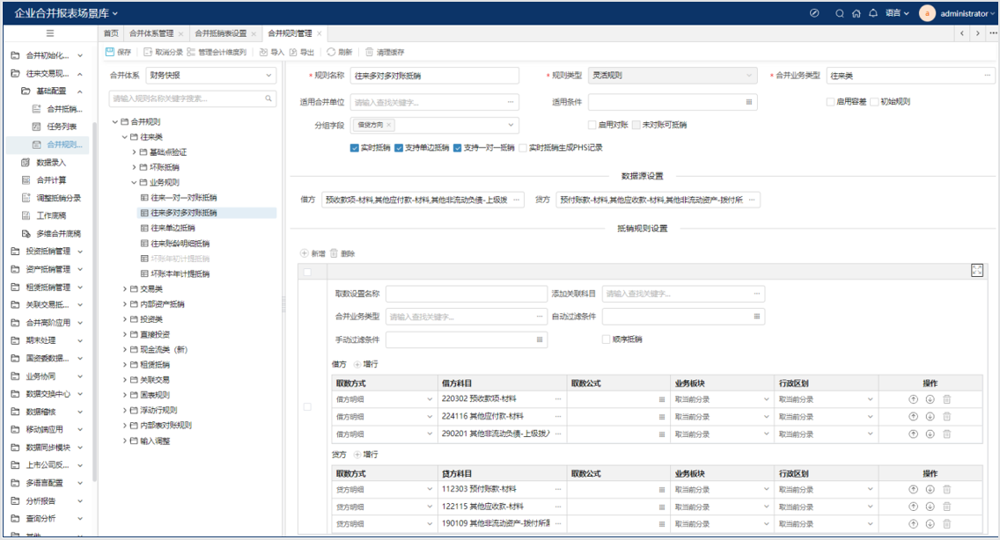 企业合并报表场景库
语言 a administrator
首页 合并体系管理 × 合并抵销表设置 × 合并规则管理 ×
保存 取消分录 管理会计维度列 导入 导出 刷新 清理缓存
合并初始化...
往来交易现...
基础配置
合并抵销...
任务列表
合并规则...
数据录入
合并计算
调整抵销分录
工作底稿
多维合并底稿
投资抵销管理
资产抵销管理
租赁抵销管理
关联交易抵...
合并高阶应用
期末处理
国资委数据...
业务协同
数据交换中心
数据稽核
移动端应用
数据同步模块
上市公司反...
多语言配置
分析报告
查询分析
其他
合并体系 财务快报
请输入规则名称关键字搜索...
合并规则
往来类
基础点验证
坏账抵销
业务规则
往来一对一对账抵销
往来多对多对账抵销
往来单边抵销
往来账龄明细抵销
坏账年初计提抵销
坏账本年计提抵销
交易类
内部资产抵销
投资类
直接投资
现金流类（新）
租赁抵销
关联交易
固表规则
浮动行规则
内部表对账规则
输入调整
* 规则名称 往来多对多对账抵销 * 规则类型 灵活规则 * 合并业务类型 往来类 ...
适用合并单位 请输入查找关键字... ... 适用条件 启用容差 初始规则
分组字段 借贷方向 × 启用对账 未对账可抵销
实时抵销 支持单边抵销 支持一对一抵销 实时抵销生成PHS记录
数据源设置
借方 预收款项-材料,其他应付款-材料,其他非流动负债-上级拨 ... 贷方 预付账款-材料,其他应收款-材料,其他非流动资产-拨付所 ...
抵销规则设置
新增 删除
取数设置名称 添加关联科目 请输入查找关键字... ...
合并业务类型 请输入查找关键字... ... 自动过滤条件
手动过滤条件 顺序抵销
借方 增行
取数方式 借方科目 取数公式 业务板块 行政区划 操作
借方明细 220302 预收款项-材料 ... 取当前分录 取当前分录
借方明细 224116 其他应付款-材料 ... 取当前分录 取当前分录
借方明细 290201 其他非流动负债-上级拨入 ... 取当前分录 取当前分录
贷方 增行
取数方式 贷方科目 取数公式 业务板块 行政区划 操作
贷方明细 112303 预付账款-材料 ... 取当前分录 取当前分录
贷方明细 122115 其他应收款-材料 ... 取当前分录 取当前分录
贷方明细 190109 其他非流动资产-拨付所 ... 取当前分录 取当前分录